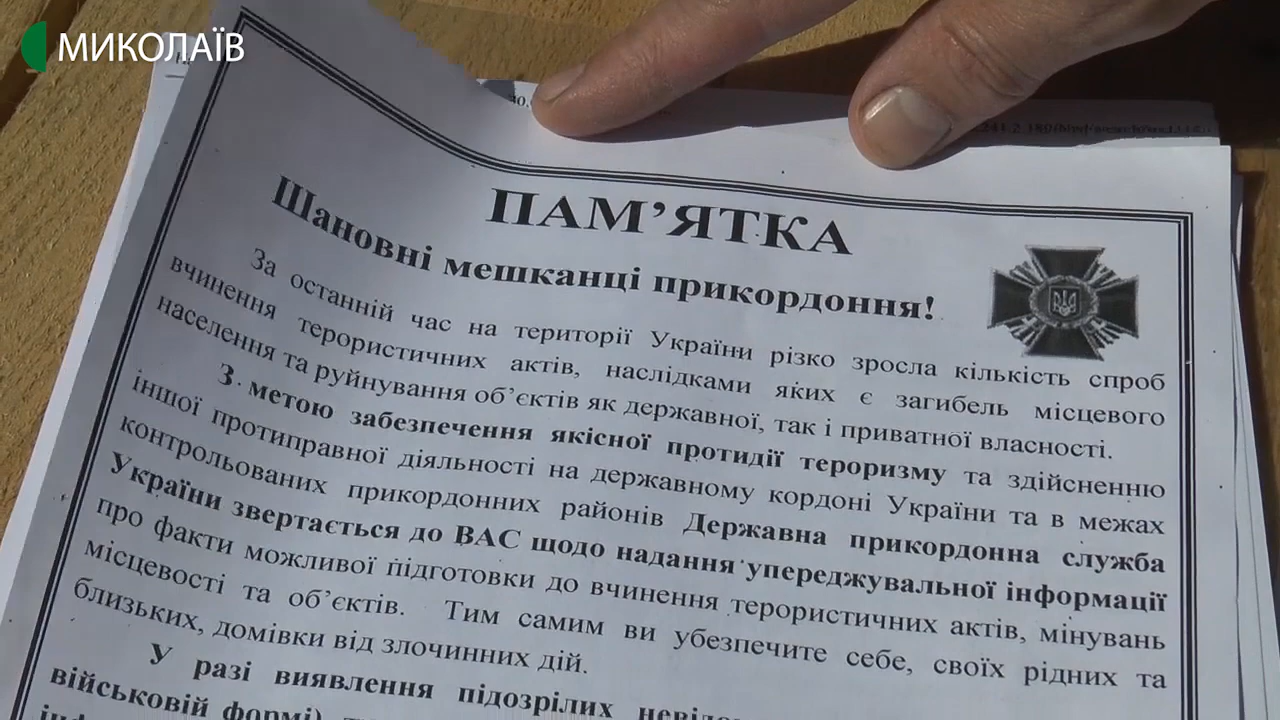 МИКОЛАЇВ
ПАМ’ЯТКА
Шановні мешканці прикордоння!
За останній час на території України різко зросла кількість спроб
вчинення терористичних актів, наслідками яких є загибель місцевого
населення та руйнування об’єктів як державної, так і приватної власності.
З метою забезпечення якісної протидії тероризму та здійсненню
іншої протиправної діяльності на державному кордоні України та в межах
контрольованих прикордонних районів Державна прикордонна служба
України звертається до ВАС щодо надання упереджувальної інформації
про факти можливої підготовки до вчинення терористичних актів, мінувань
місцевості та об’єктів. Тим самим ви убезпечите себе, своїх рідних та
близьких, домівки від злочинних дій.
У разі виявлення підозрілих
військовій формі)